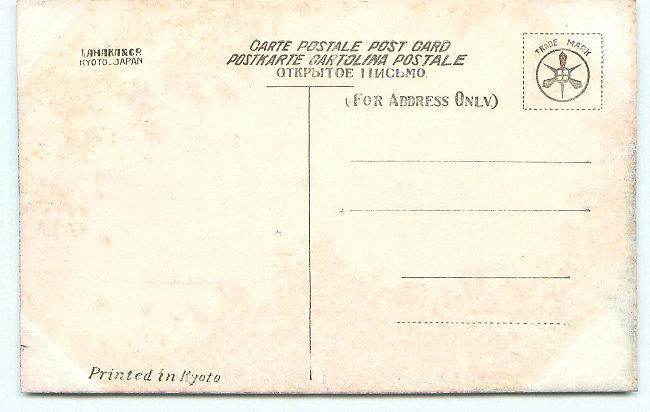 TANAKA&CO.
KYOTO. JAPAN
CARTE POSTALE POST CARD
POSTKARTE CARTOLINA POSTALE
ОТКРЫТОЕ ПИСЬМО.
(FOR ADDRESS ONLY)
TRADE MARK
Printed in Kyoto